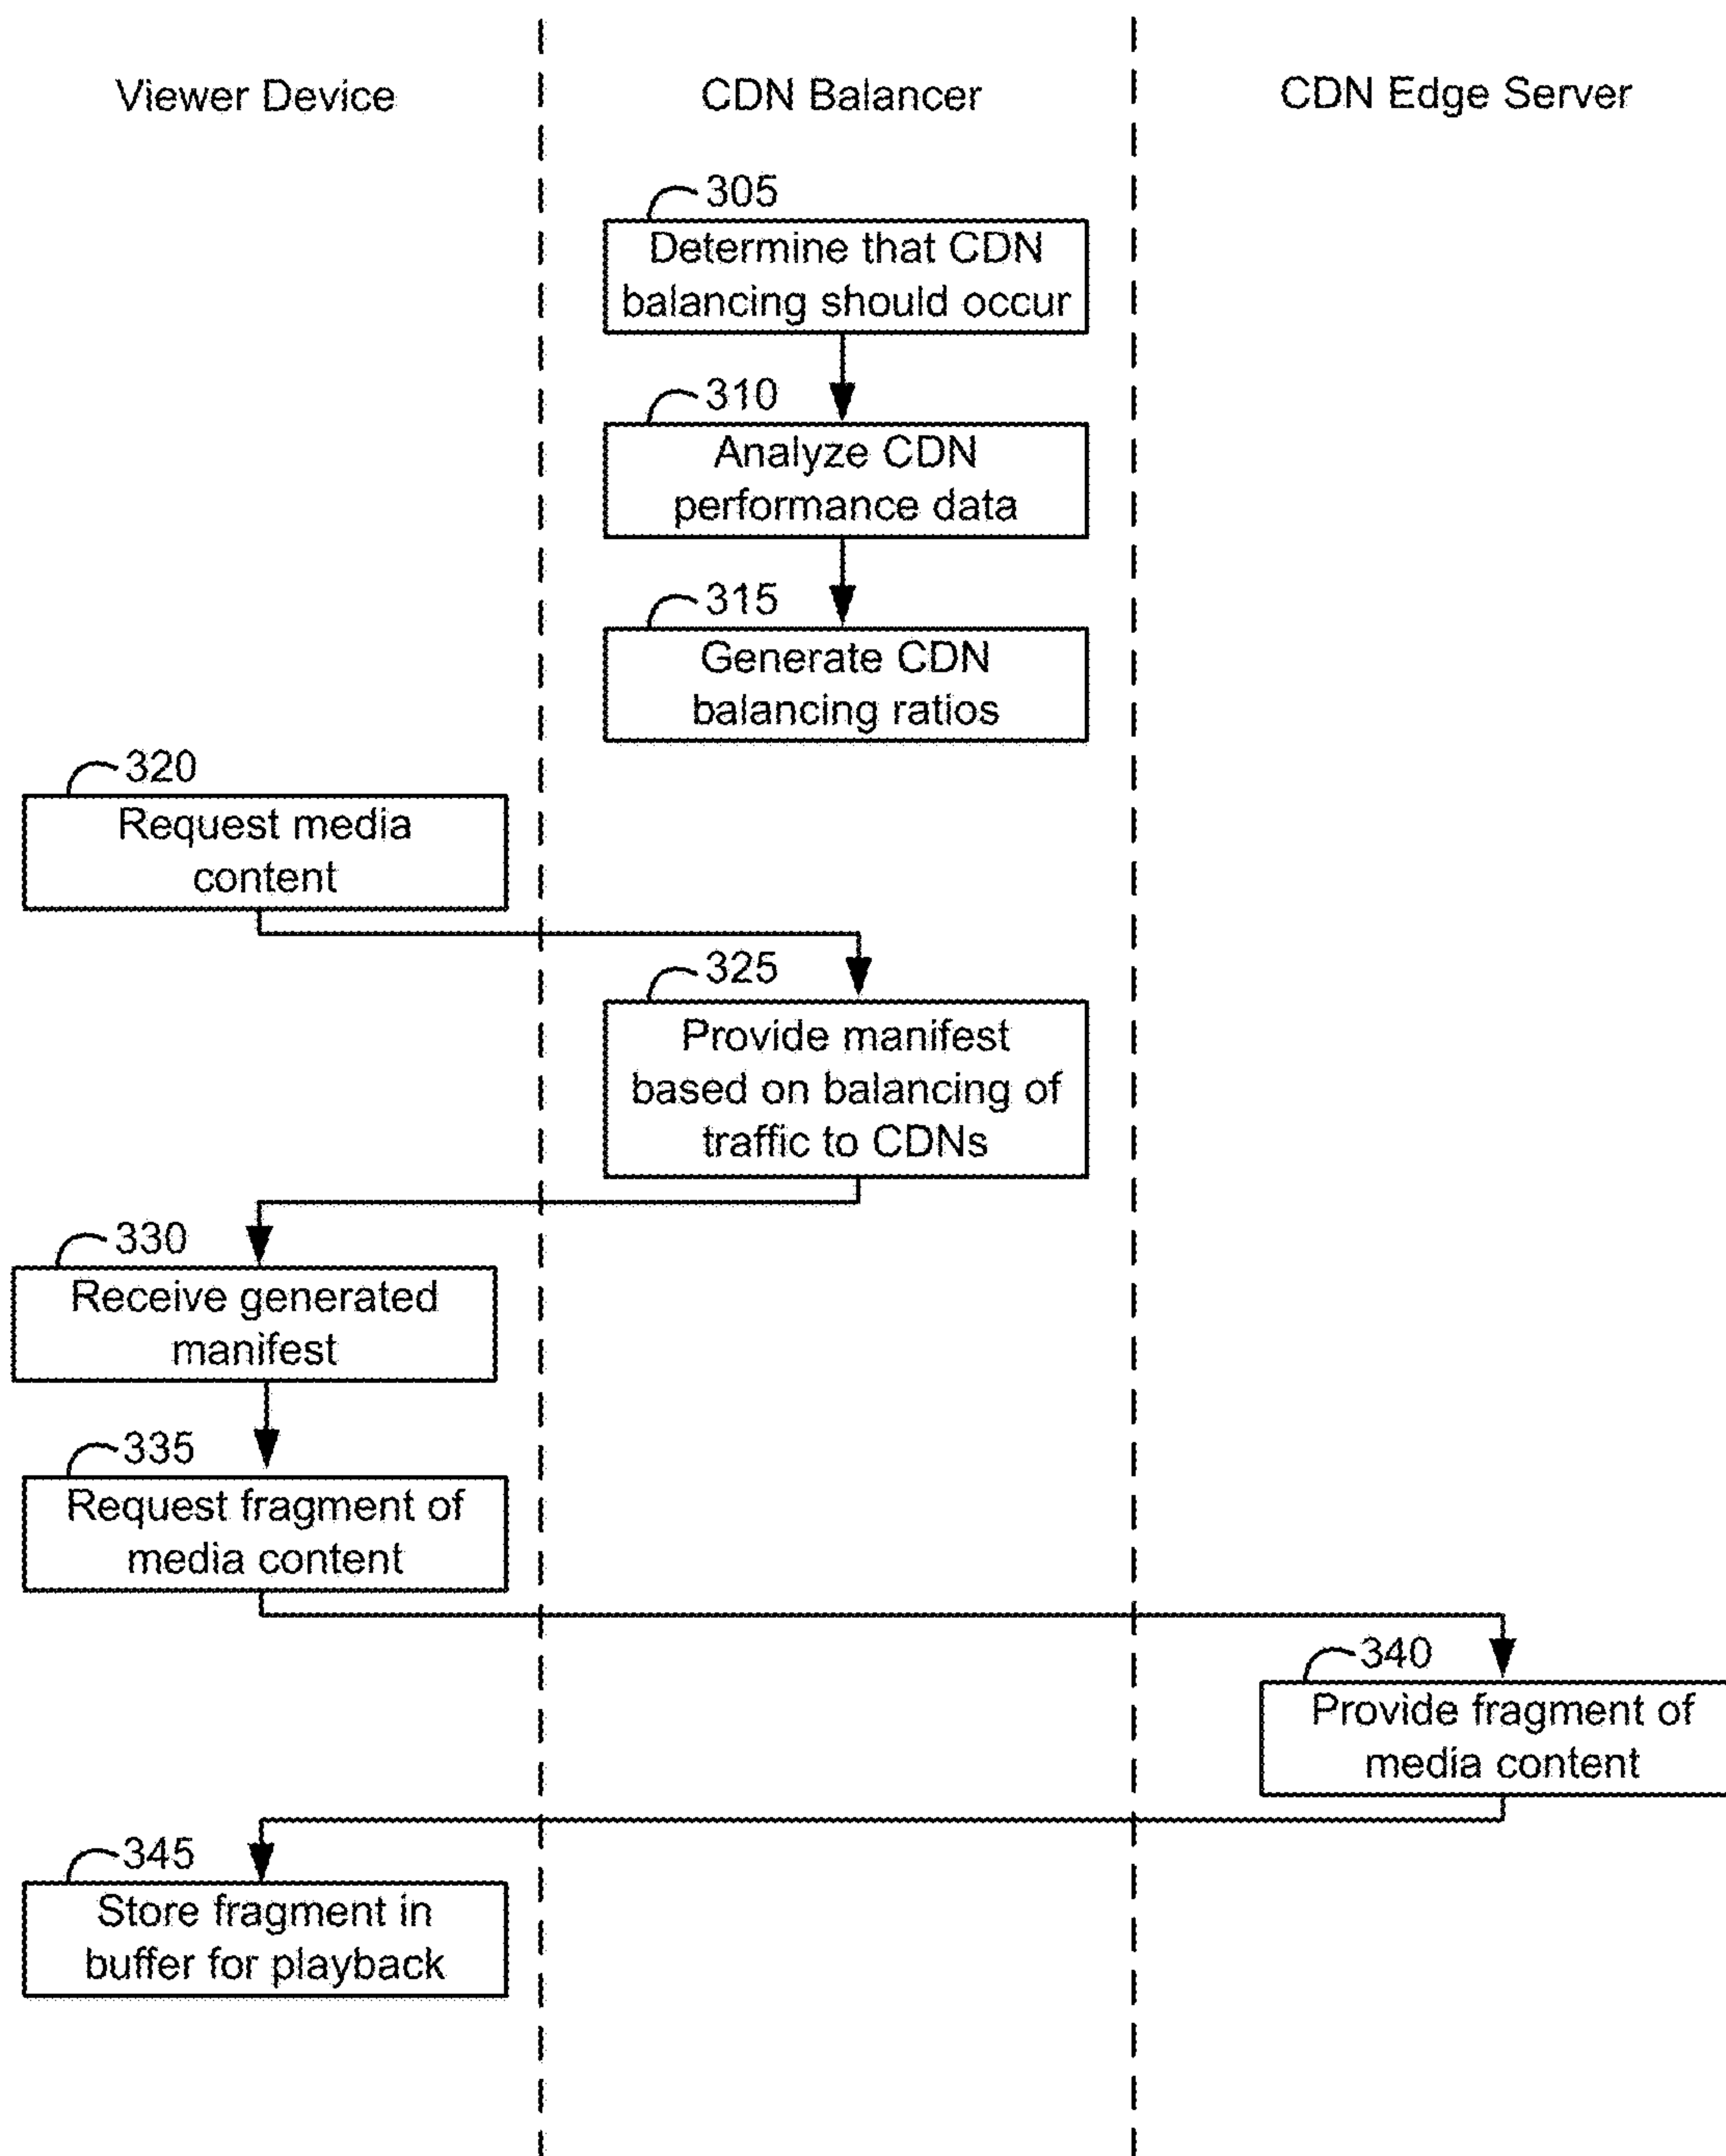 Viewer Device
CDN Balancer
CDN Edge Server
305
Determine that CDN
balancing should occur
310
Analyze CDN
performance data
315
Generate CDN
balancing ratios
320
Request media
content
325
Provide manifest
based on balancing of
traffic to CDNs
330
Receive generated
manifest
335
Request fragment of
media content
340
Provide fragment of
media content
345
Store fragment in
buffer for playback